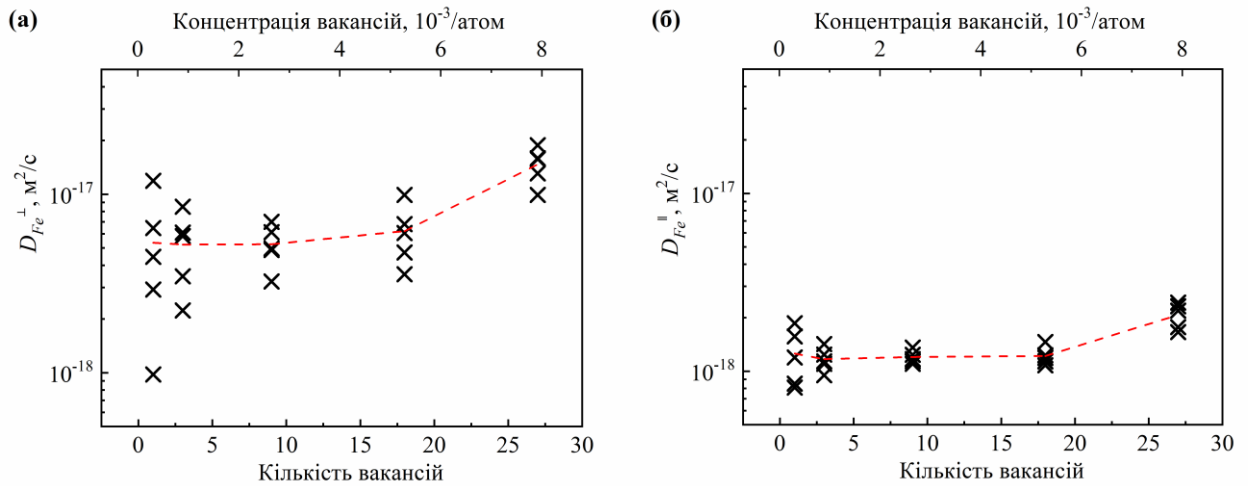 (а)
Концентрація вакансій, 10⁻³/атом
0 2 4 6 8
D_Fe^⊥, м²/с
10⁻¹⁷
10⁻¹⁸
0 5 10 15 20 25 30
Кількість вакансій
(б)
Концентрація вакансій, 10⁻³/атом
0 2 4 6 8
D_Fe^∥, м²/с
10⁻¹⁷
10⁻¹⁸
0 5 10 15 20 25 30
Кількість вакансій